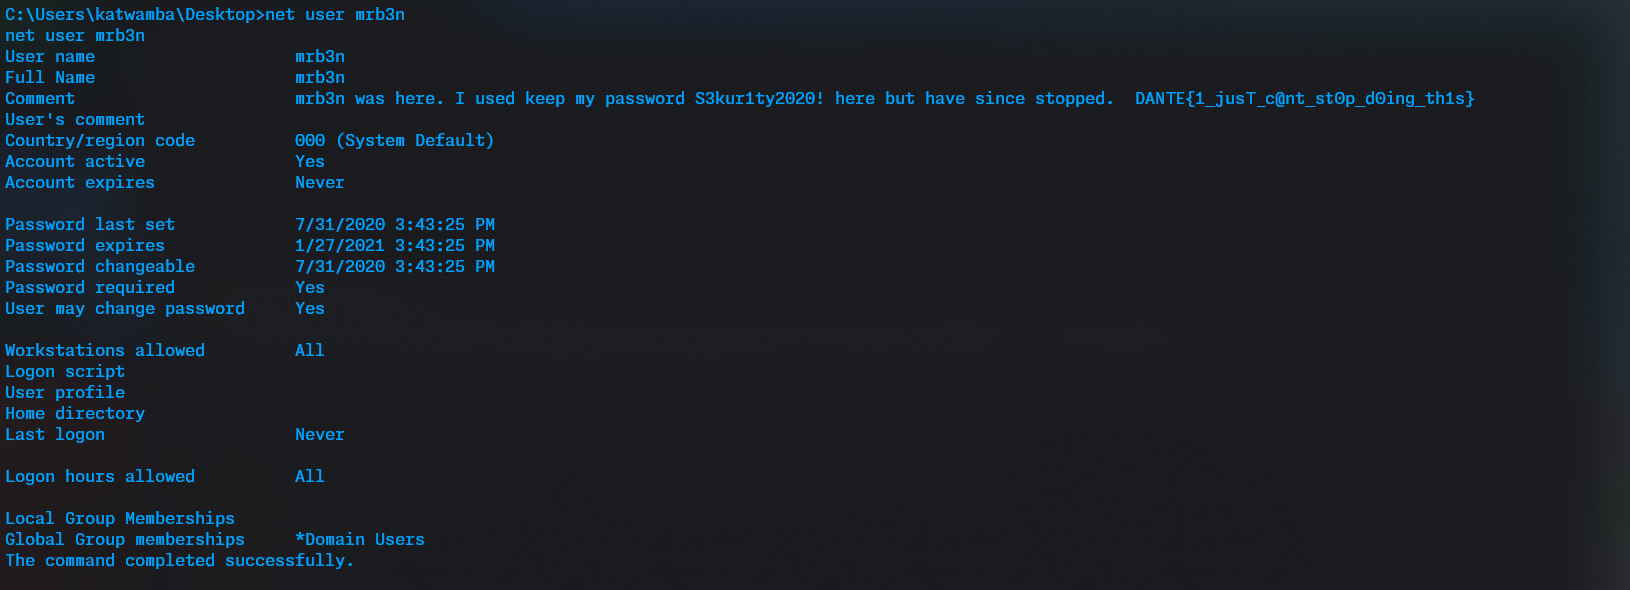 C:\Users\katwamba\Desktop>net user mrb3n
net user mrb3n
User name                    mrb3n
Full Name                    mrb3n
Comment                      mrb3n was here. I used keep my password S3kur1ty2020! here but have since stopped.  DANTE{1_jusT_c@nt_st0p_d0ing_th1s}
User's comment
Country/region code          000 (System Default)
Account active               Yes
Account expires              Never

Password last set            7/31/2020 3:43:25 PM
Password expires             1/27/2021 3:43:25 PM
Password changeable          7/31/2020 3:43:25 PM
Password required            Yes
User may change password     Yes

Workstations allowed         All
Logon script
User profile
Home directory
Last logon                   Never

Logon hours allowed          All

Local Group Memberships
Global Group memberships     *Domain Users
The command completed successfully.